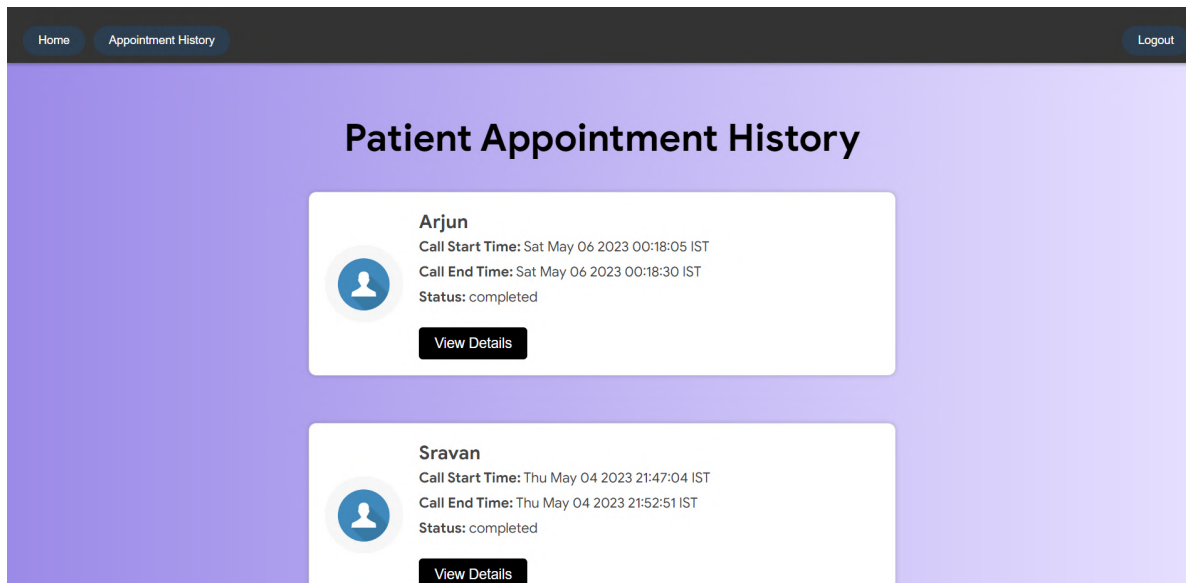 Home Appointment History Logout
Patient Appointment History
Arjun
Call Start Time: Sat May 06 2023 00:18:05 IST
Call End Time: Sat May 06 2023 00:18:30 IST
Status: completed
View Details
Sravan
Call Start Time: Thu May 04 2023 21:47:04 IST
Call End Time: Thu May 04 2023 21:52:51 IST
Status: completed
View Details